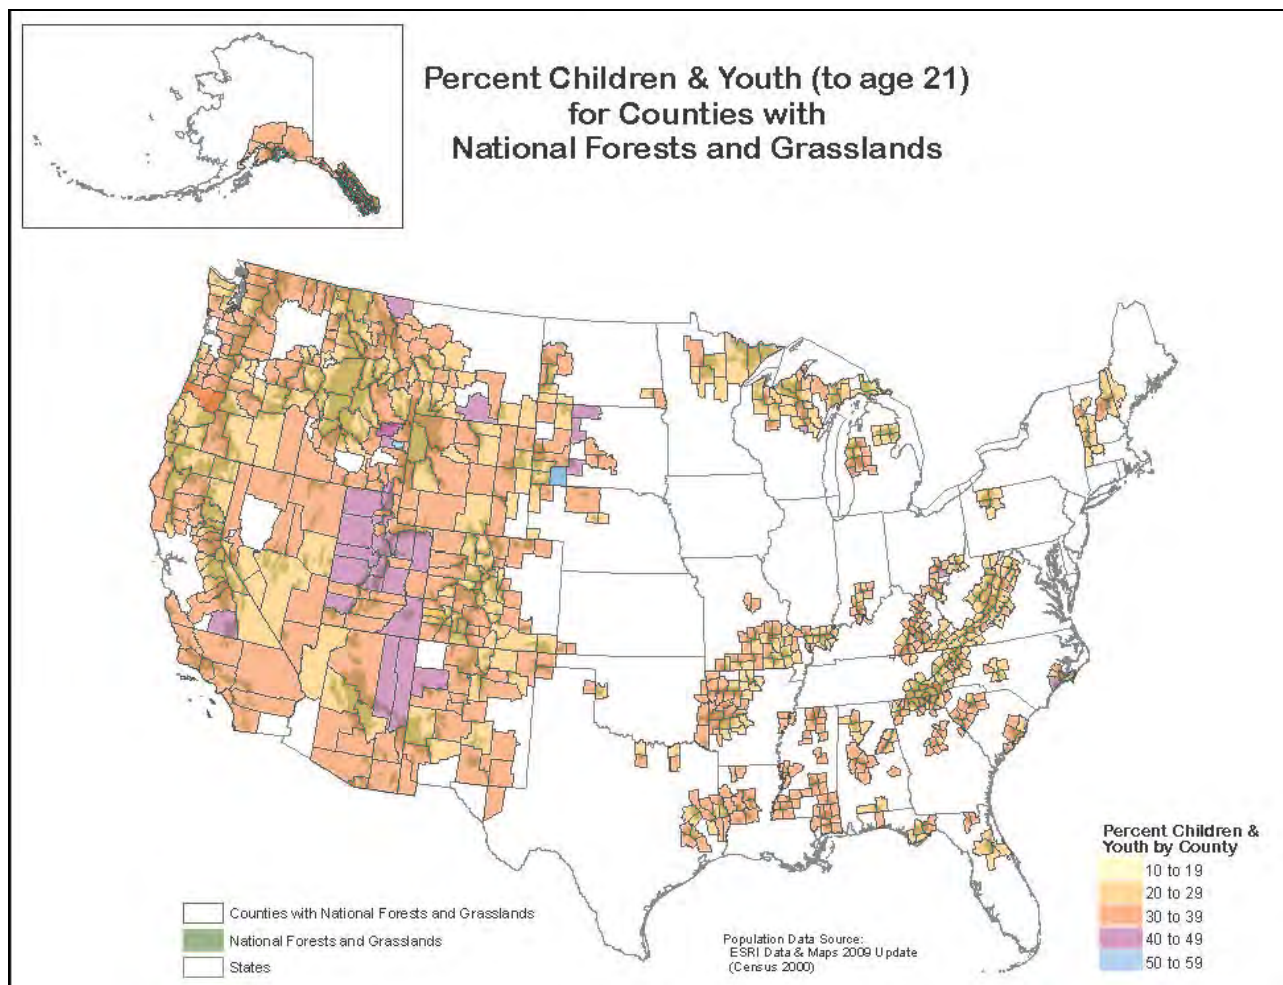 Percent Children & Youth (to age 21)
for Counties with
National Forests and Grasslands
Percent Children &
Youth by County
10 to 19
20 to 29
30 to 39
40 to 49
50 to 59
Counties with National Forests and Grasslands
National Forests and Grasslands
States
Population Data Source:
ESRI Data & Maps 2009 Update
(Census 2000)